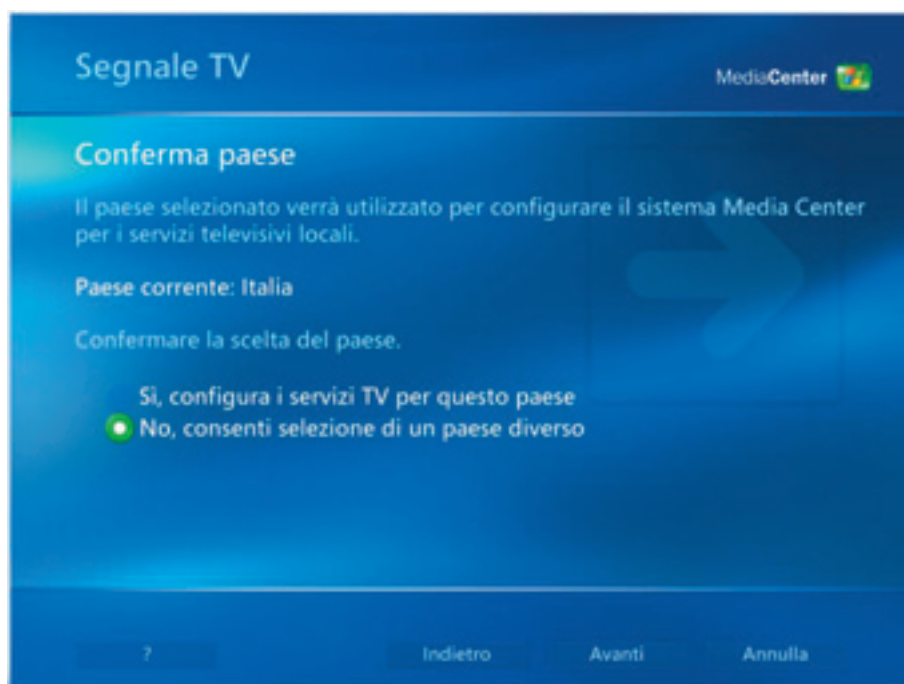 Segnale TV
MediaCenter
Conferma paese
Il paese selezionato verrà utilizzato per configurare il sistema Media Center
per i servizi televisivi locali.
Paese corrente: Italia
Confermare la scelta del paese.
Sì, configura i servizi TV per questo paese
No, consenti selezione di un paese diverso
? Indietro Avanti Annulla